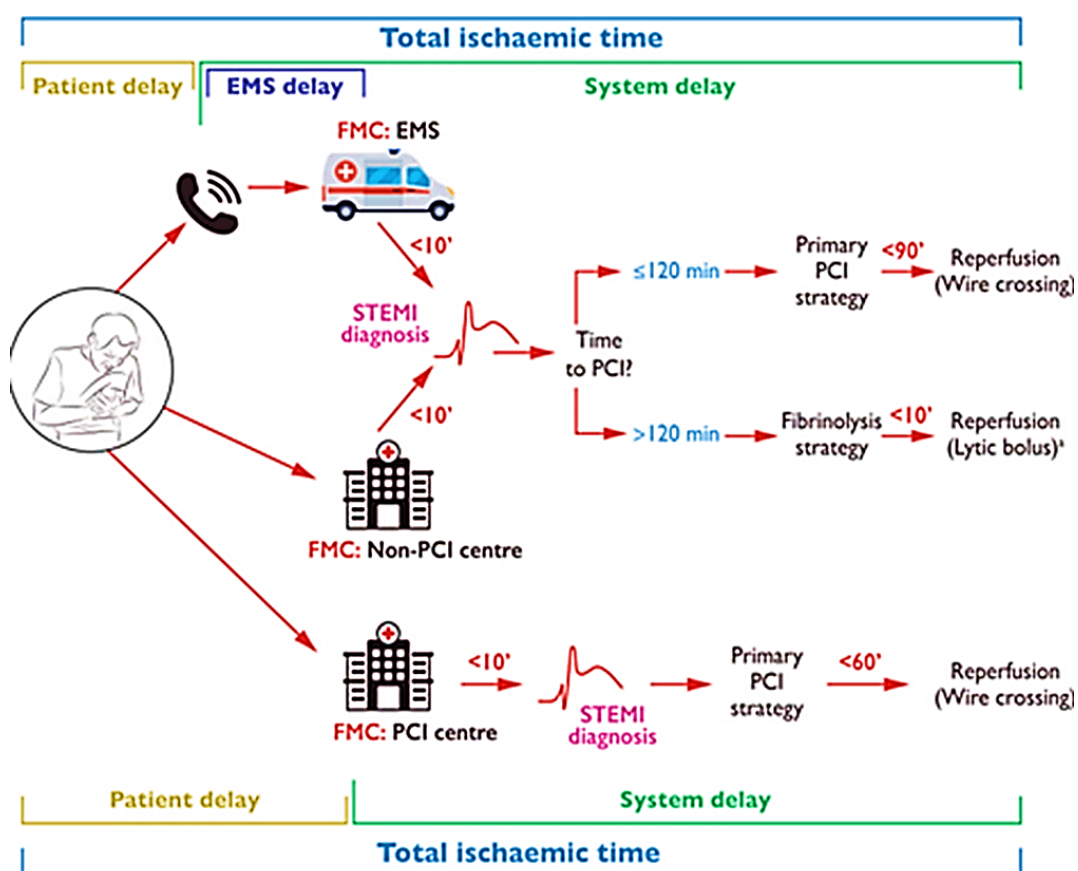 Total ischaemic time
Patient delay
EMS delay
System delay
FMC: EMS
<10'
STEMI
diagnosis
<10'
Time
to PCI?
≤120 min
Primary
PCI
strategy
<90'
Reperfusion
(Wire crossing)
>120 min
Fibrinolysis
strategy
<10'
Reperfusion
(Lytic bolus)ª
FMC: Non-PCI centre
FMC: PCI centre
<10'
STEMI
diagnosis
Primary
PCI
strategy
<60'
Reperfusion
(Wire crossing)
Patient delay
System delay
Total ischaemic time